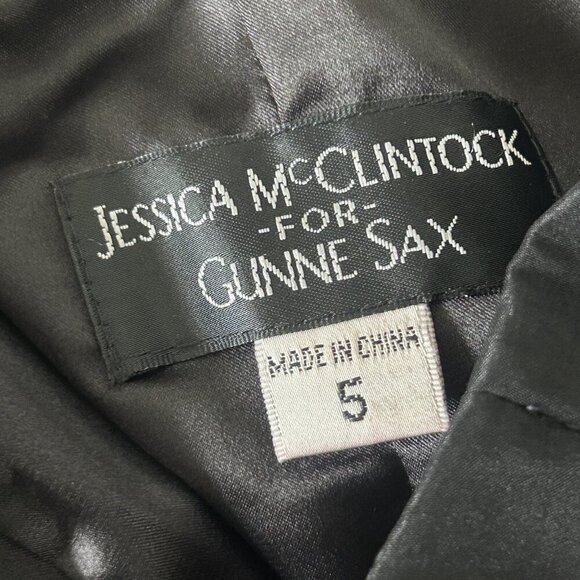 JESSICA MCCLINTOCK
-FOR-
GUNNE SAX
MADE IN CHINA
5